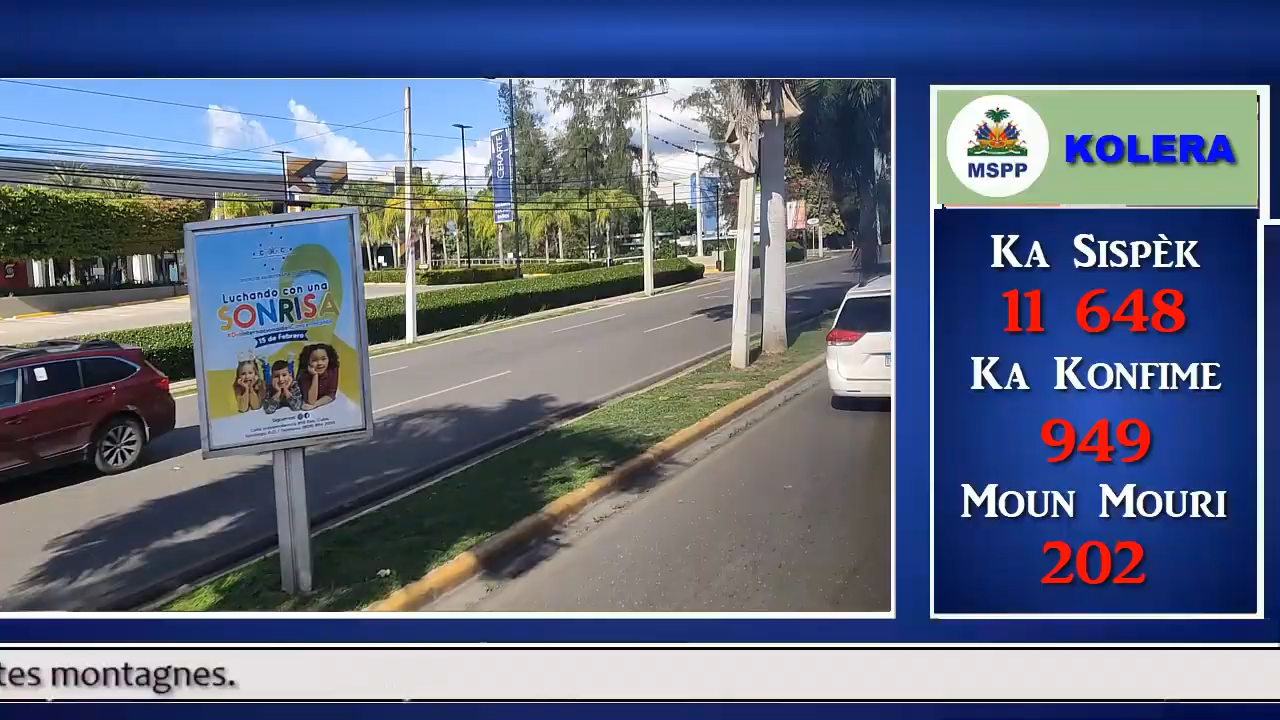 Luchando con una
SONRISA
15 de Febrero
MSPP
KOLERA
Ka Sispèk
11 648
Ka Konfime
949
Moun Mouri
202
tes montagnes.